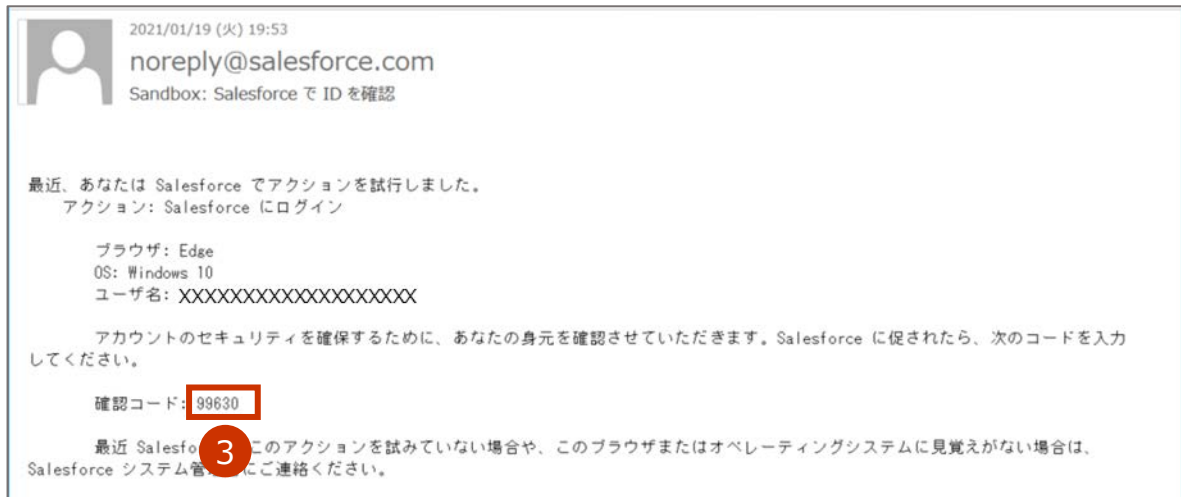 2021/01/19 (火) 19:53
noreply@salesforce.com
Sandbox: Salesforce で ID を確認
最近、あなたは Salesforce でアクションを試行しました。
アクション: Salesforce にログイン
ブラウザ: Edge
OS: Windows 10
ユーザ名: XXXXXXXXXXXXXXXXXXX
アカウントのセキュリティを確保するために、あなたの身元を確認させていただきます。Salesforce に促されたら、次のコードを入力
してください。
確認コード: 99630
3
最近 Salesfo このアクションを試みていない場合や、このブラウザまたはオペレーティングシステムに見覚えがない場合は、
Salesforce システム管 にご連絡ください。